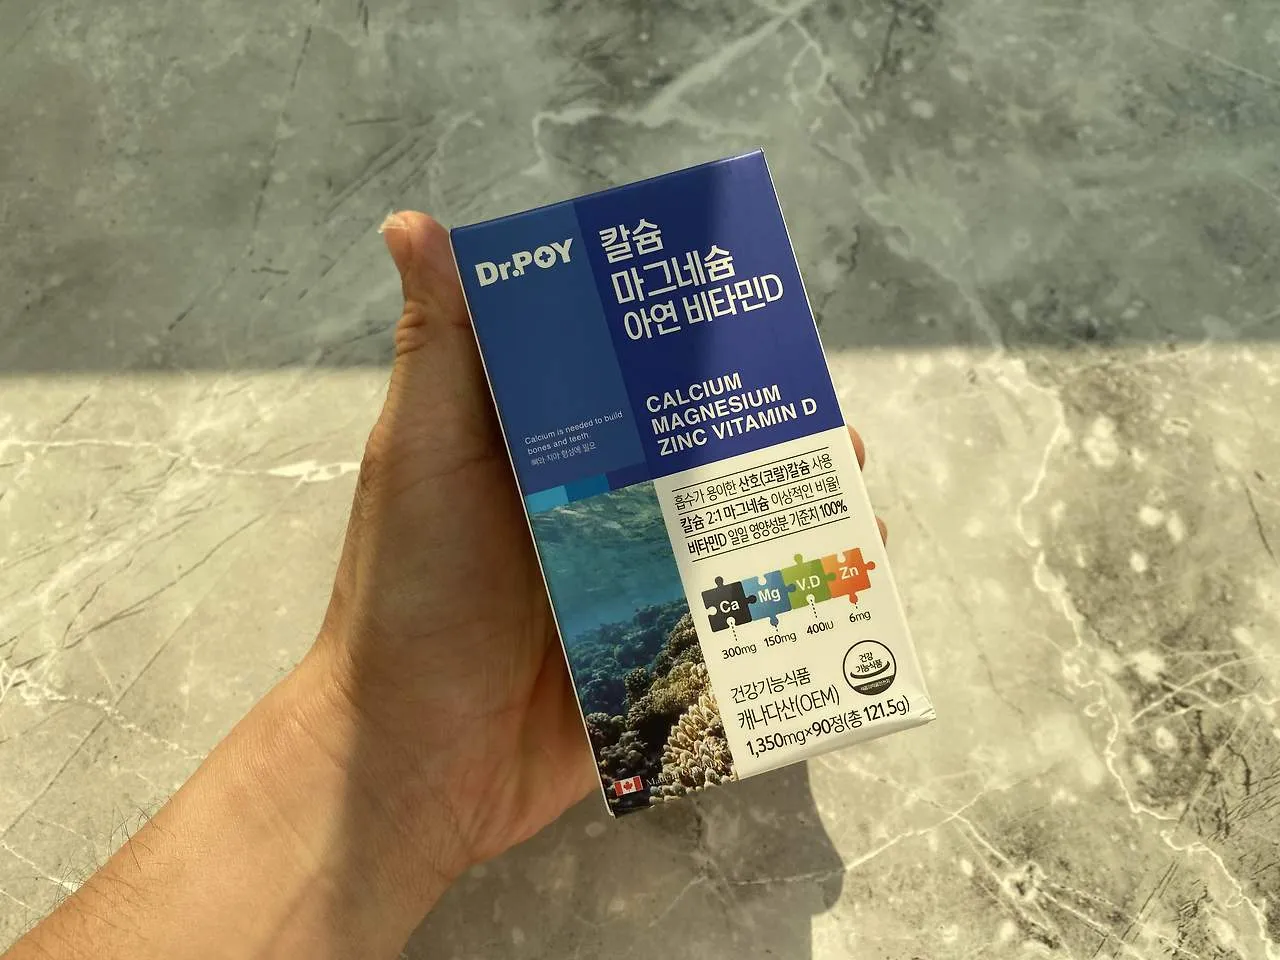 Dr.POY
칼슘
마그네슘
아연 비타민D
CALCIUM
MAGNESIUM
ZINC VITAMIN D
Calcium is needed to build
bones and teeth.
뼈와 치아 형성에 필요
흡수가 용이한 산호(코랄)칼슘 사용
칼슘 2:1 마그네슘 이상적인 비율!
비타민D 일일 영양성분 기준치 100%
Ca Mg V.D Zn
300mg 150mg 400IU 6mg
건강
기능식품
건강기능식품
캐나다산(OEM)
1,350mg×90정(총 121.5g)